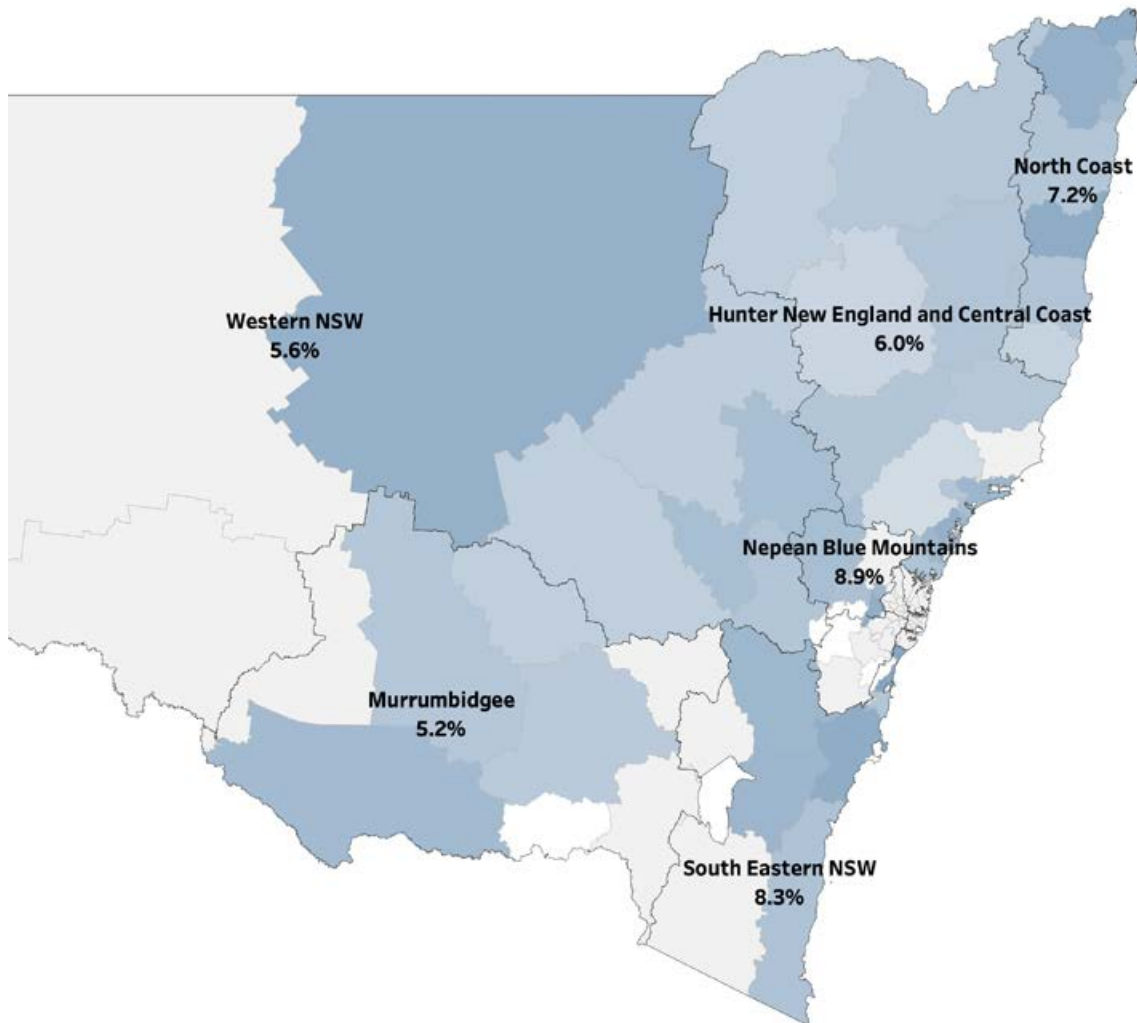 North Coast
7.2%
Hunter New England and Central Coast
6.0%
Western NSW
5.6%
Nepean Blue Mountains
8.9%
Murrumbidgee
5.2%
South Eastern NSW
8.3%